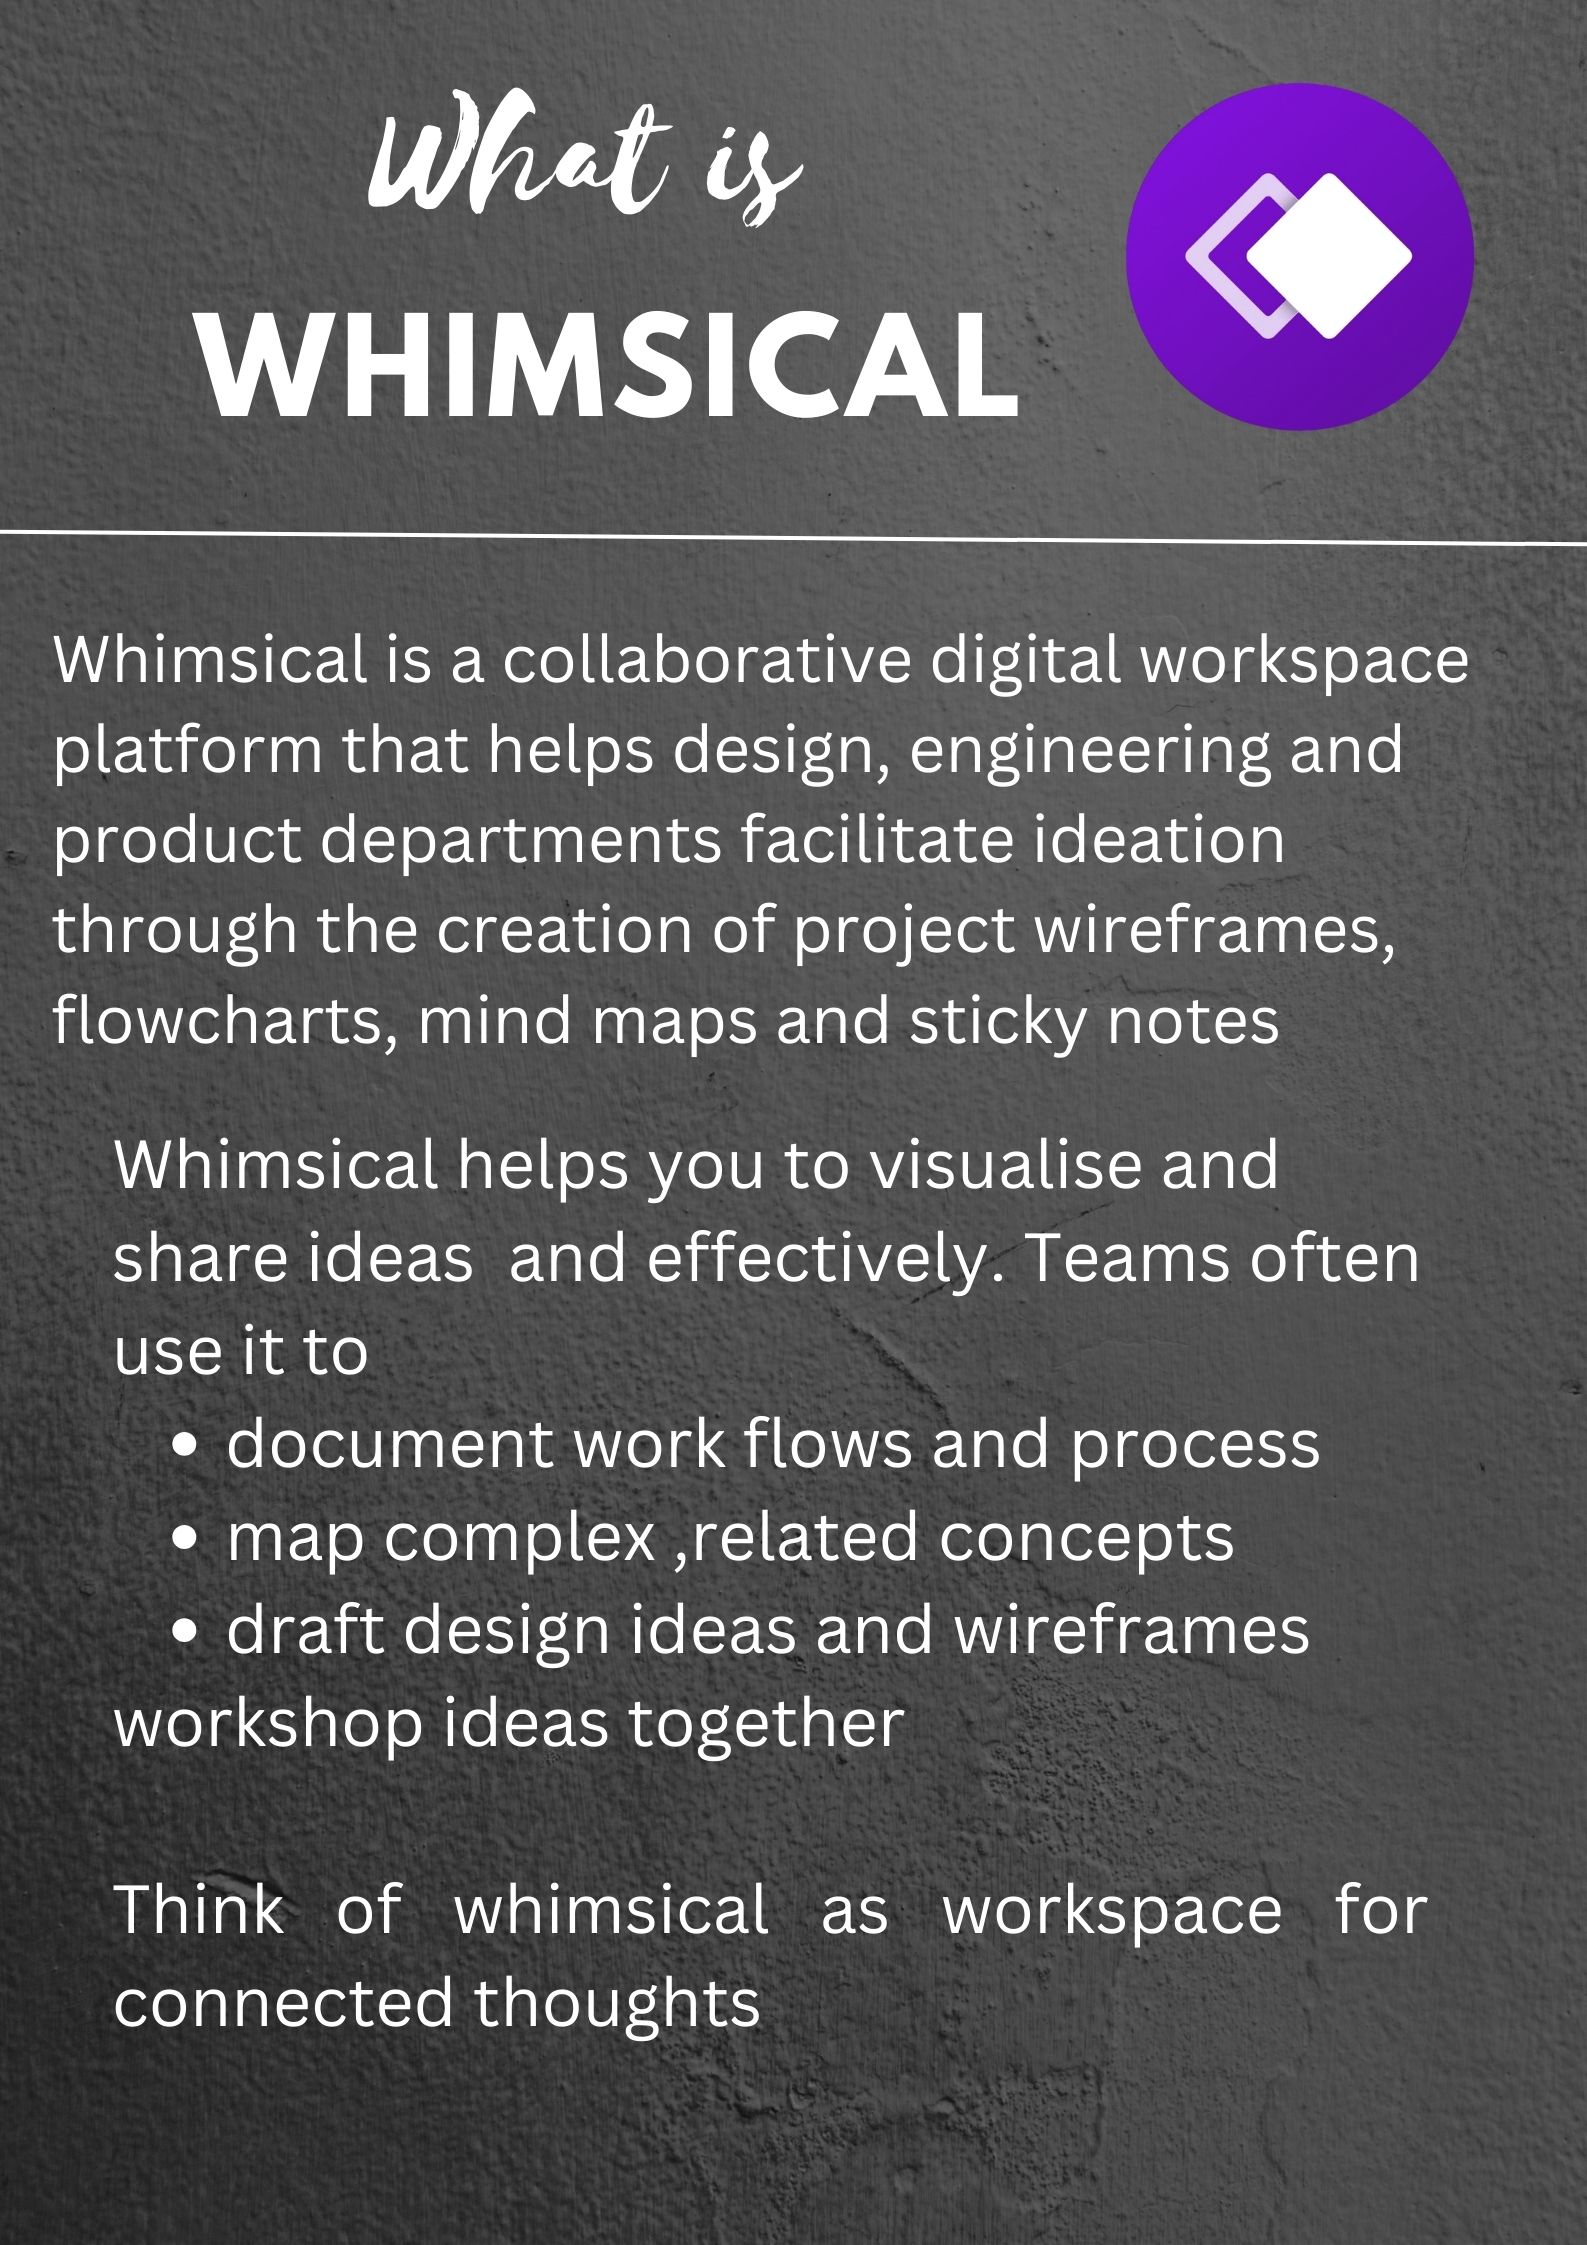 What is
WHIMSICAL
Whimsical is a collaborative digital workspace
platform that helps design, engineering and
product departments facilitate ideation
through the creation of project wireframes,
flowcharts, mind maps and sticky notes
Whimsical helps you to visualise and
share ideas  and effectively. Teams often
use it to
• document work flows and process
• map complex ,related concepts
• draft design ideas and wireframes
workshop ideas together
Think of whimsical as workspace for
connected thoughts